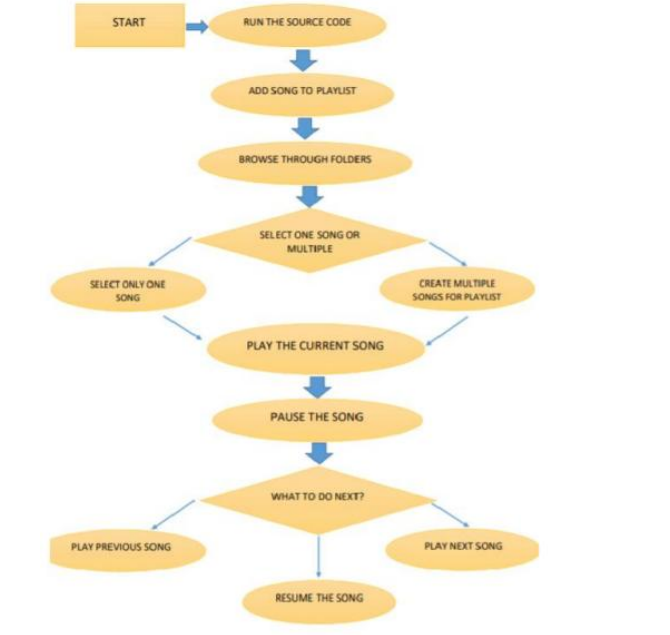 START
RUN THE SOURCE CODE
ADD SONG TO PLAYLIST
BROWSE THROUGH FOLDERS
SELECT ONE SONG OR
MULTIPLE
SELECT ONLY ONE
SONG
CREATE MULTIPLE
SONGS FOR PLAYLIST
PLAY THE CURRENT SONG
PAUSE THE SONG
WHAT TO DO NEXT?
PLAY PREVIOUS SONG
PLAY NEXT SONG
RESUME THE SONG